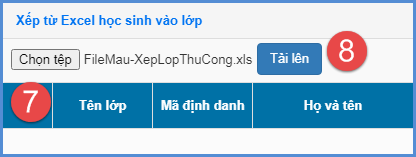 Xếp từ Excel học sinh vào lớp
Chọn tệp FileMau-XepLopThuCong.xls Tải lên 8
7 Tên lớp Mã định danh Họ và tên